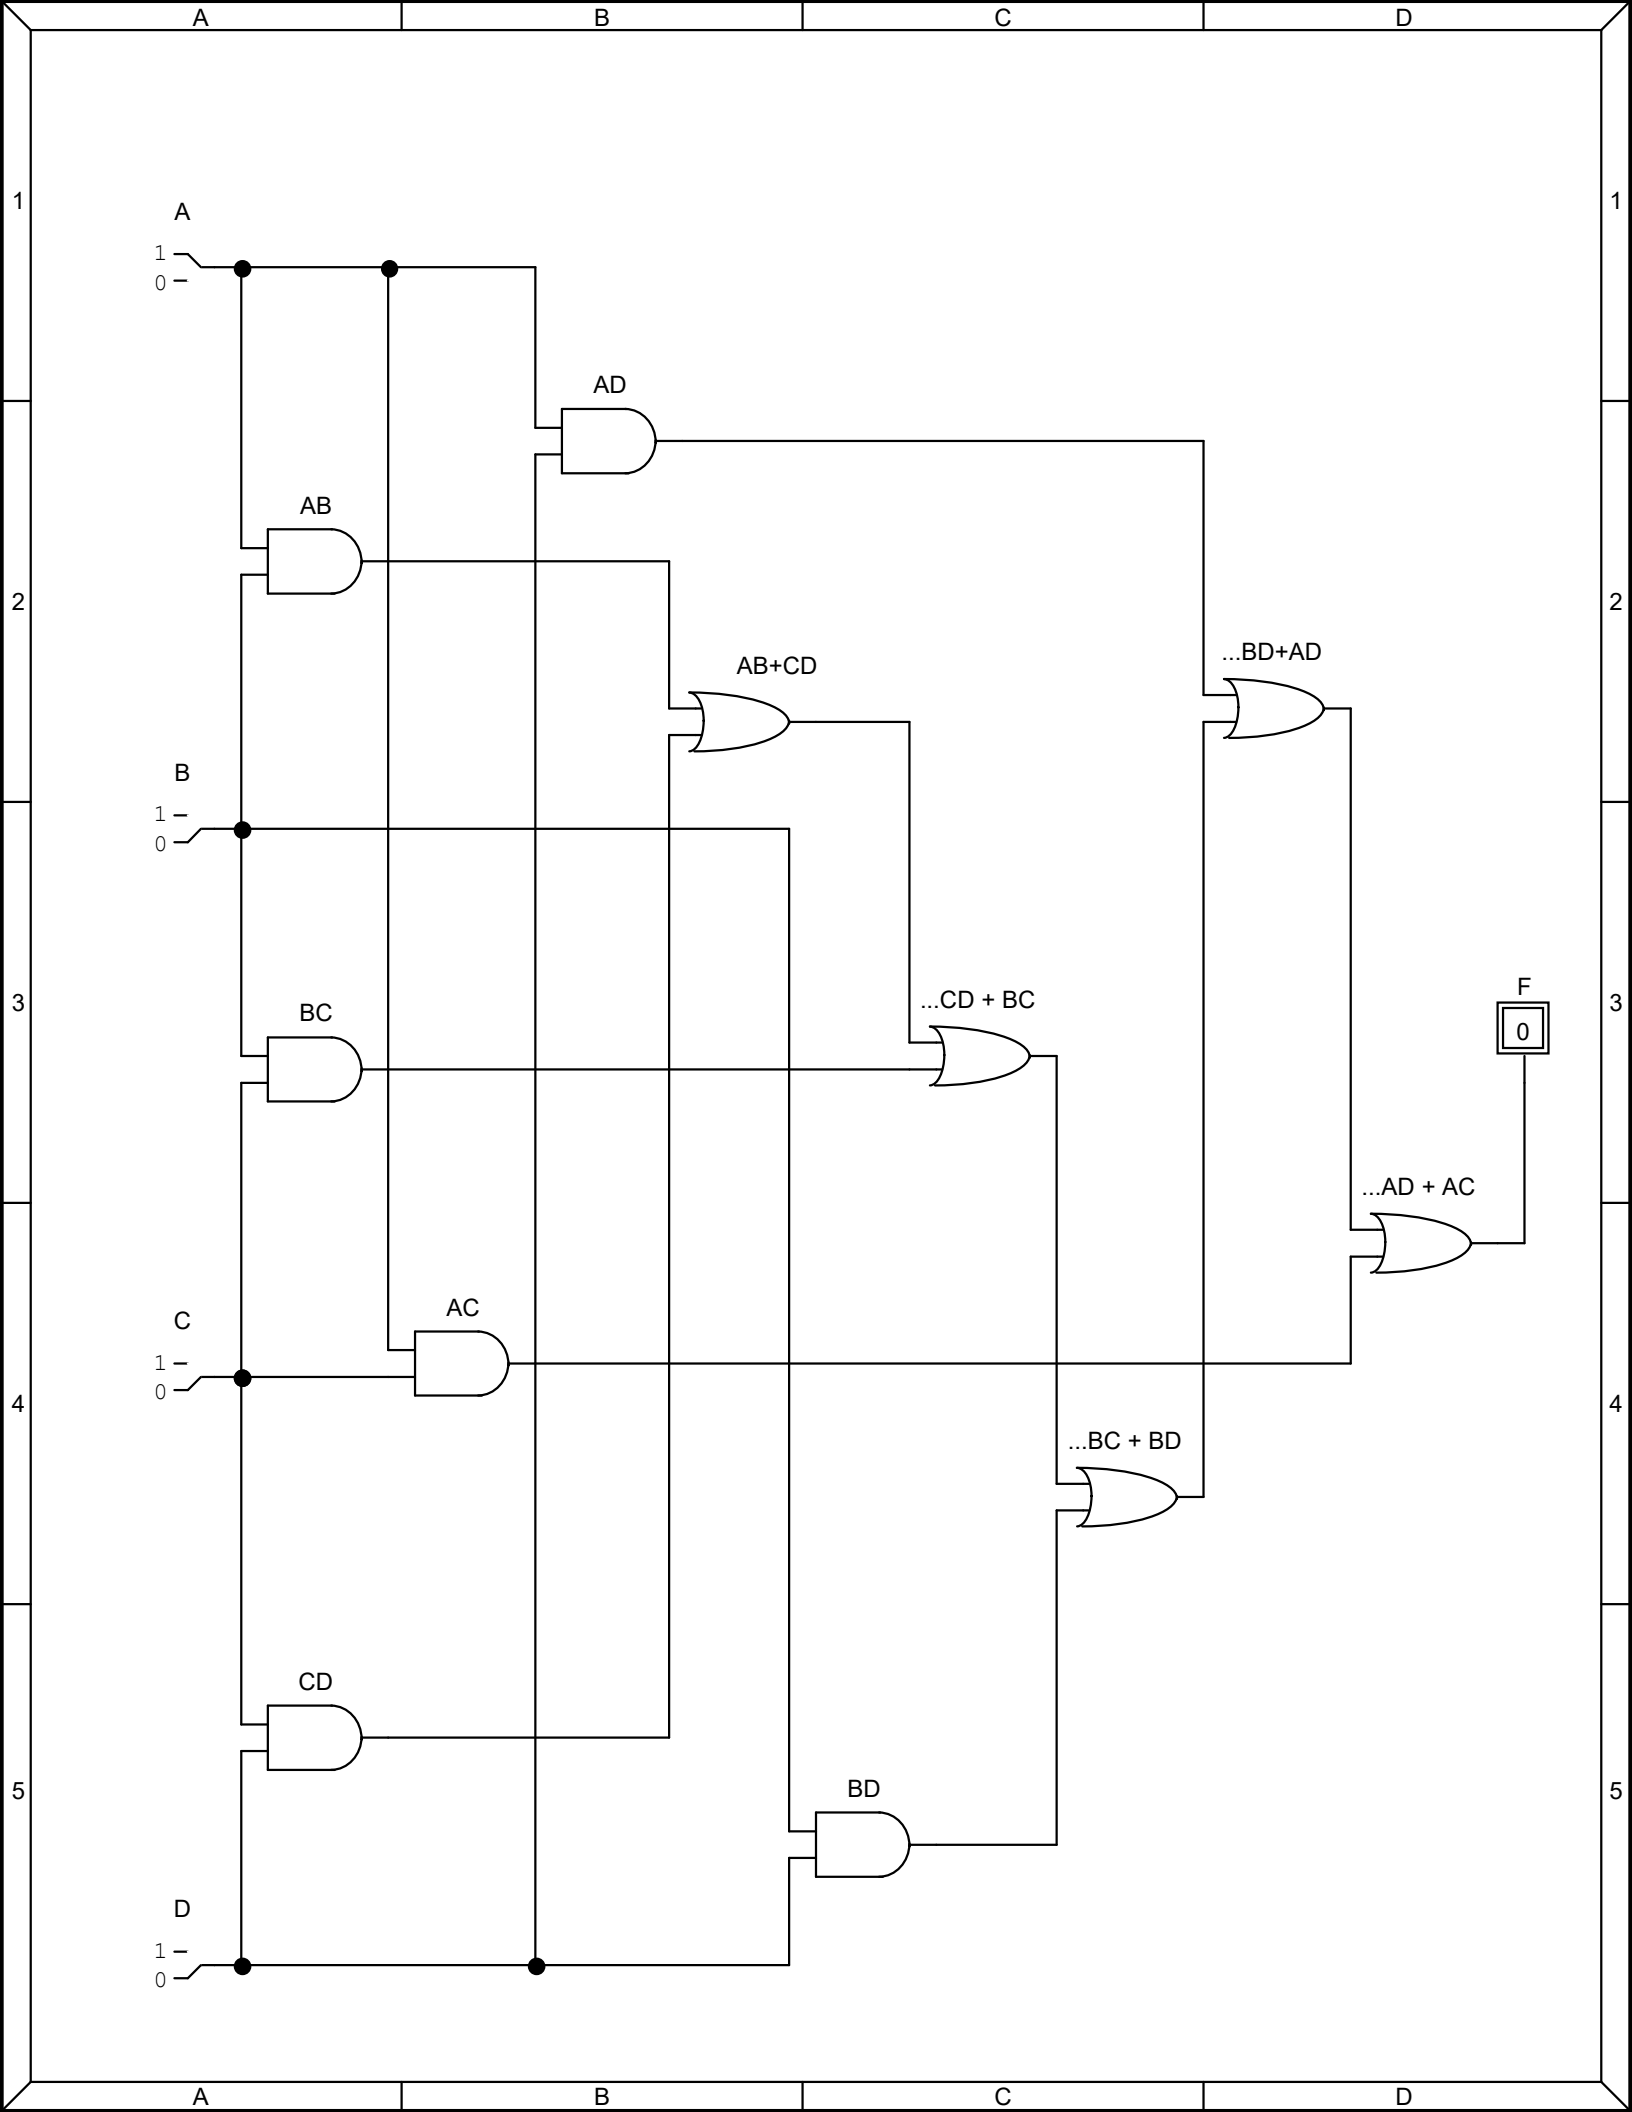 A B C D
1 1
A
1
0
AD
AB
2 2
...BD+AD
AB+CD
B
1
0
F
...CD + BC
3 3
BC
0
...AD + AC
AC
C
1
0
4 4
...BC + BD
CD
BD
5 5
D
1
0
A B C D